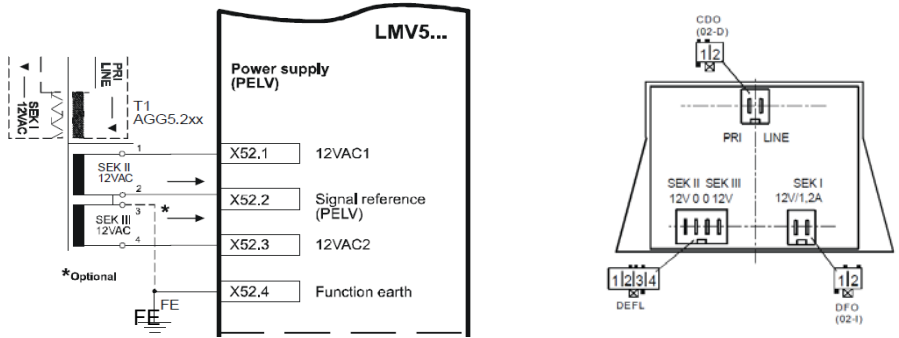 LMV5...
Power supply
(PELV)
PRI
LINE
SEK I
12VAC
T1
AGG5.2xx
1
SEK II
12VAC
2
3
SEK III
12VAC
4
*
*Optional
X52.1
12VAC1
X52.2
Signal reference
(PELV)
X52.3
12VAC2
X52.4
Function earth
FE
FE
CDO
(02-D)
1 2
PRI LINE
SEK II SEK III
12V 0 0 12V
SEK I
12V/1,2A
1 2 3 4
DEFL
1 2
DFO
(02-I)